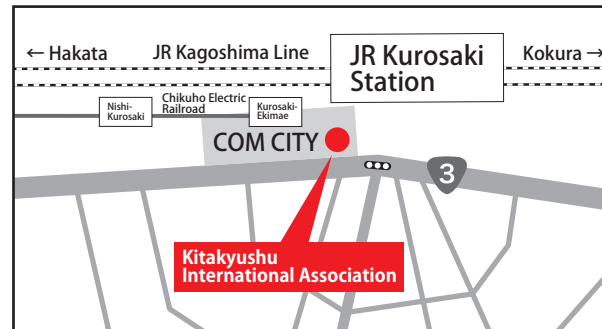 ← Hakata
JR Kagoshima Line
JR Kurosaki
Station
Kokura →
Nishi-
Kurosaki
Chikuho Electric
Railroad
Kurosaki-
Ekimae
COM CITY
3
Kitakyushu
International Association